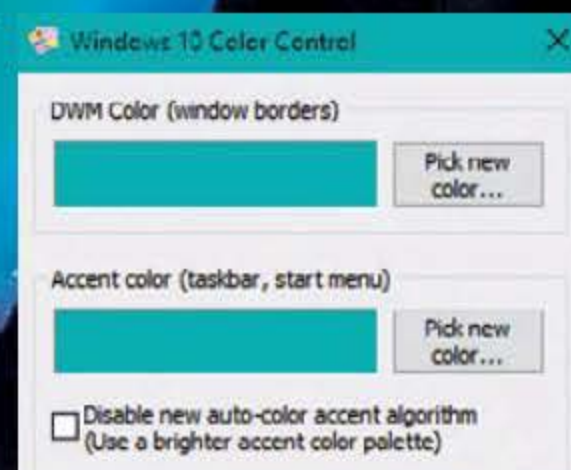 Windows 10 Color Control
DWM Color (window borders)
Pick new
color...
Accent color (taskbar, start menu)
Pick new
color...
Disable new auto-color accent algorithm
(Use a brighter accent color palette)